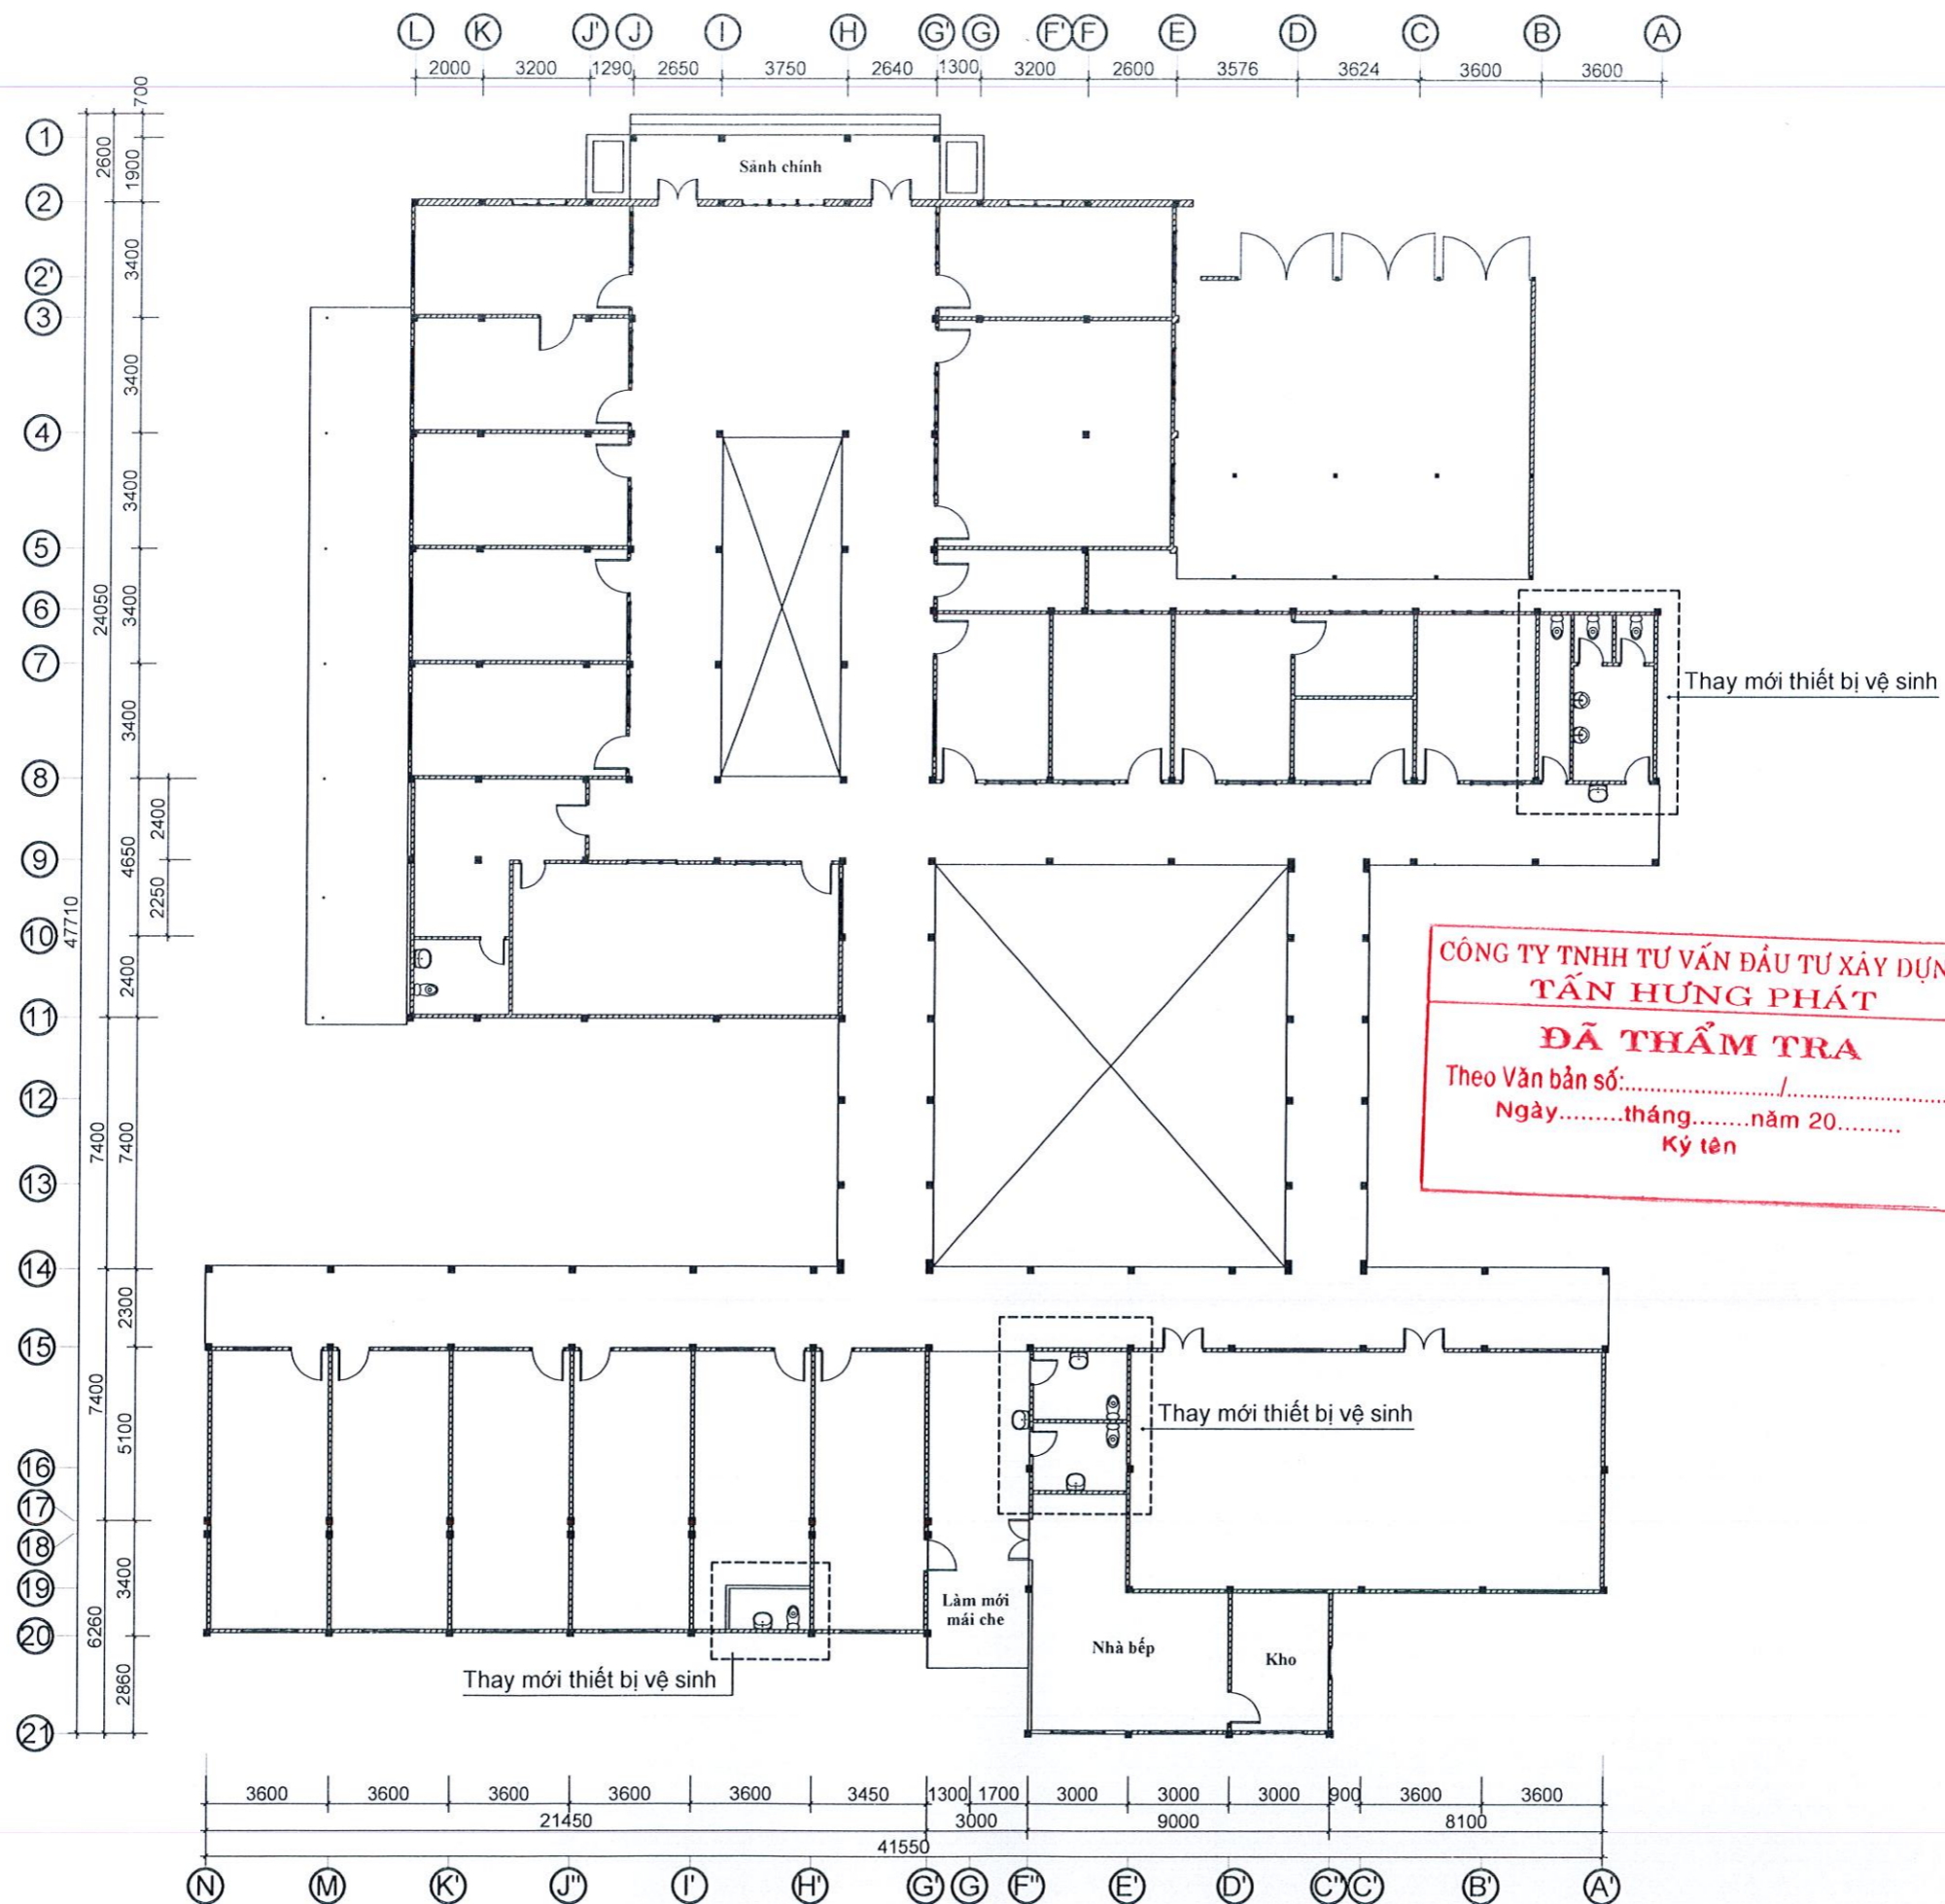 L K J' J I H G' G F' F E D C B A
2000 3200 1290 2650 3750 2640 1300 3200 2600 3576 3624 3600 3600
700
1
2600
1900
Sảnh chính
2
3400
2'
3
3400
4
3400
5
24050
3400
6
7
Thay mới thiết bị vệ sinh
3400
8
2400
9
4650
47710
2250
10
2400
11
CÔNG TY TNHH TƯ VẤN ĐẦU TƯ XÂY DỰN
TẤN HƯNG PHÁT
ĐÃ THẨM TRA
Theo Văn bản số:....................../......................
Ngày.........tháng........năm 20.........
Ký tên
12
7400
7400
13
14
2300
15
7400
5100
Thay mới thiết bị vệ sinh
16
17
18
3400
19
Làm mới
mái che
6260
20
Nhà bếp
Kho
2860
Thay mới thiết bị vệ sinh
21
3600 3600 3600 3600 3600 3450 1300 1700 3000 3000 3000 900 3600 3600
21450 3000 9000 8100
41550
N M K' J" I' H' G' G F" E' D' C" C' B' A'